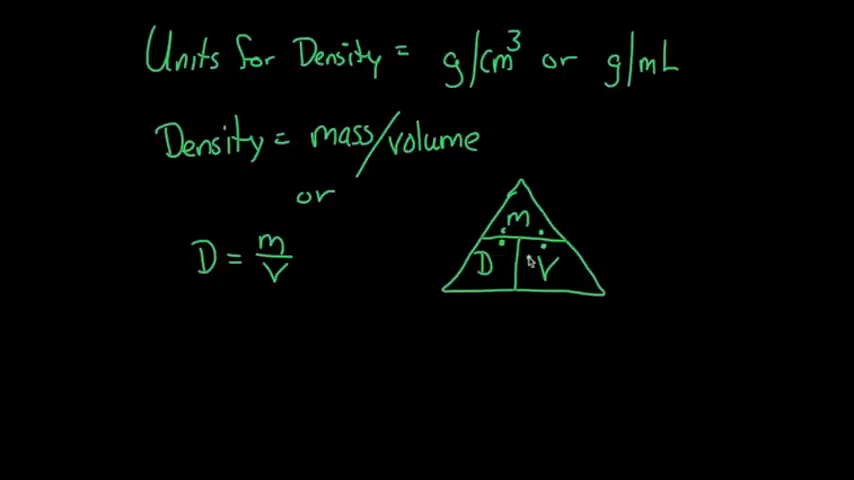 Units for Density = g/cm³ or g/mL
Density = mass/volume
or
D = m/V
m
D V